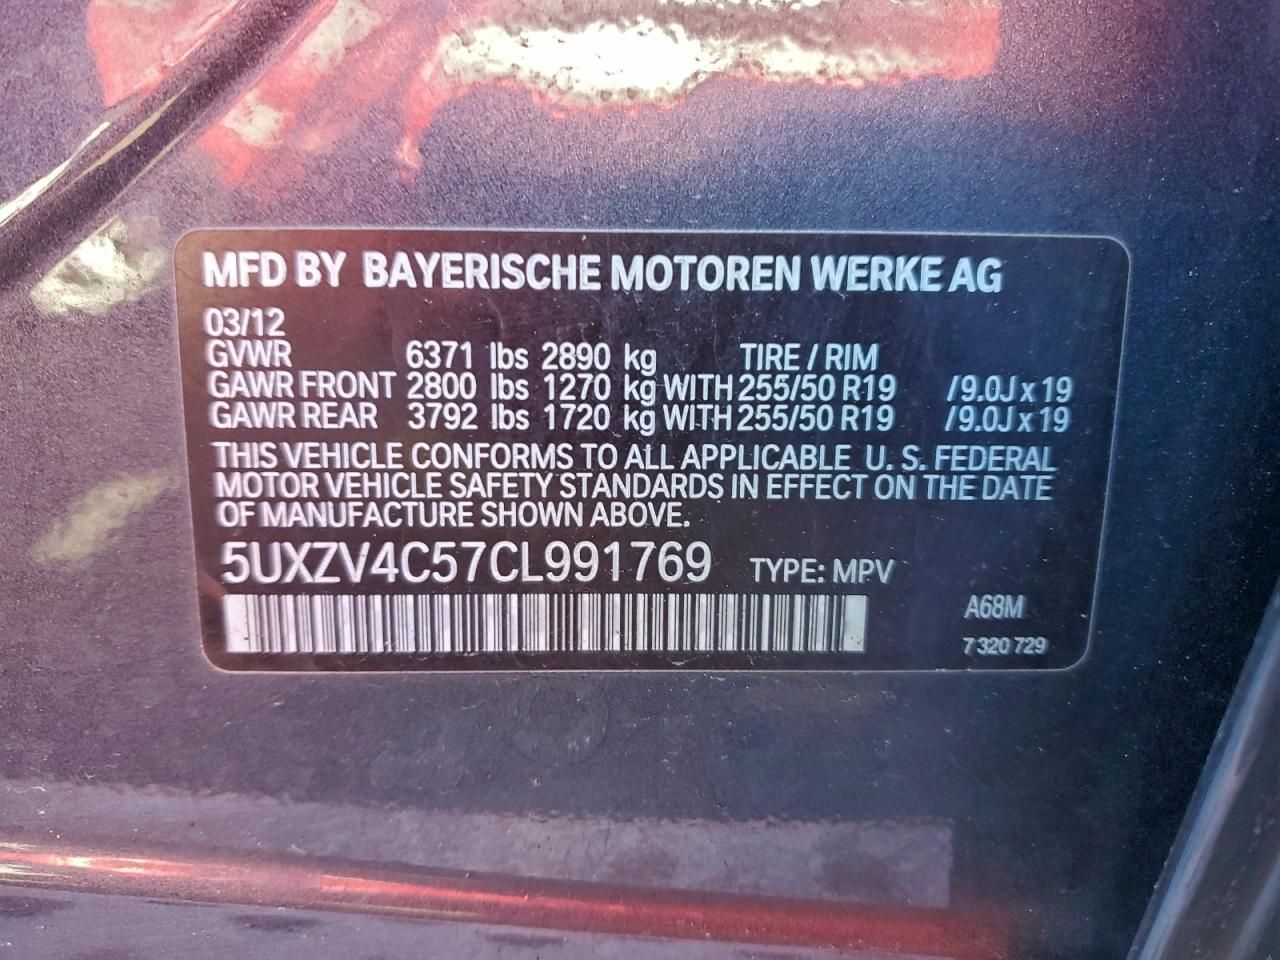 MFD BY BAYERISCHE MOTOREN WERKE AG
03/12
GVWR 6371 lbs 2890 kg TIRE / RIM
GAWR FRONT 2800 lbs 1270 kg WITH 255/50 R19 /9.0J x 19
GAWR REAR 3792 lbs 1720 kg WITH 255/50 R19 /9.0J x 19
THIS VEHICLE CONFORMS TO ALL APPLICABLE U. S. FEDERAL
MOTOR VEHICLE SAFETY STANDARDS IN EFFECT ON THE DATE
OF MANUFACTURE SHOWN ABOVE.
5UXZV4C57CL991769 TYPE: MPV
A68M
7 320 729